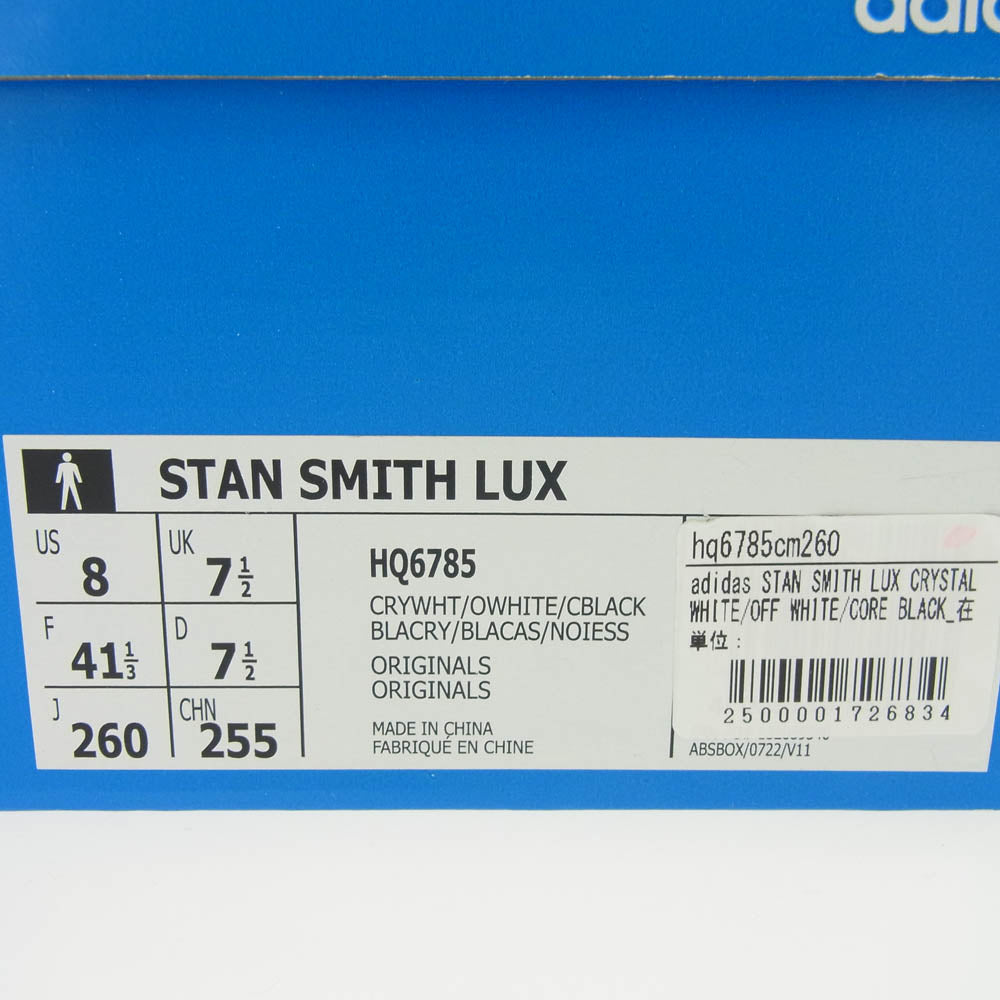 STAN SMITH LUX
US 8
UK 7 1/2
F 41 1/3
D 7 1/2
J 260
CHN 255
HQ6785
CRYWHT/OWHITE/CBLACK
BLACRY/BLACAS/NOIESS
ORIGINALS
ORIGINALS
MADE IN CHINA
FABRIQUÉ EN CHINE
hq6785cm260
adidas STAN SMITH LUX CRYSTAL
WHITE/OFF WHITE/CORE BLACK_在
単位:
2500001726834
ABSBOX/0722/V11